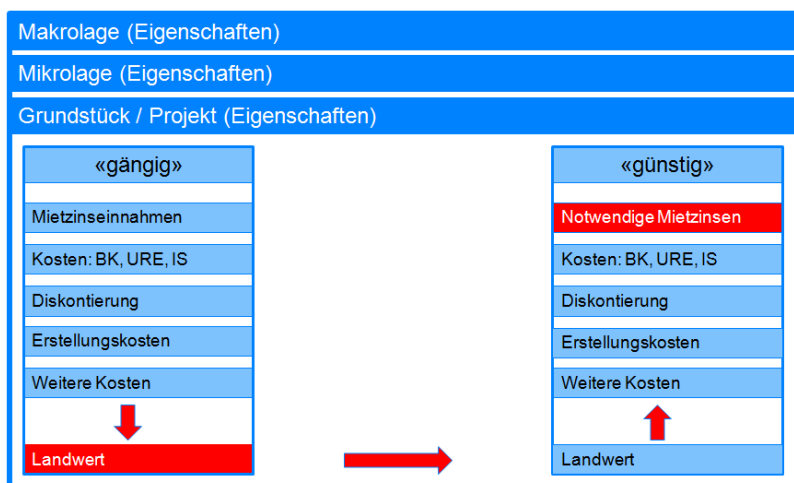 Makrolage (Eigenschaften)
Mikrolage (Eigenschaften)
Grundstück / Projekt (Eigenschaften)
«gängig»
Mietzinseinnahmen
Kosten: BK, URE, IS
Diskontierung
Erstellungskosten
Weitere Kosten
Landwert
«günstig»
Notwendige Mietzinsen
Kosten: BK, URE, IS
Diskontierung
Erstellungskosten
Weitere Kosten
Landwert